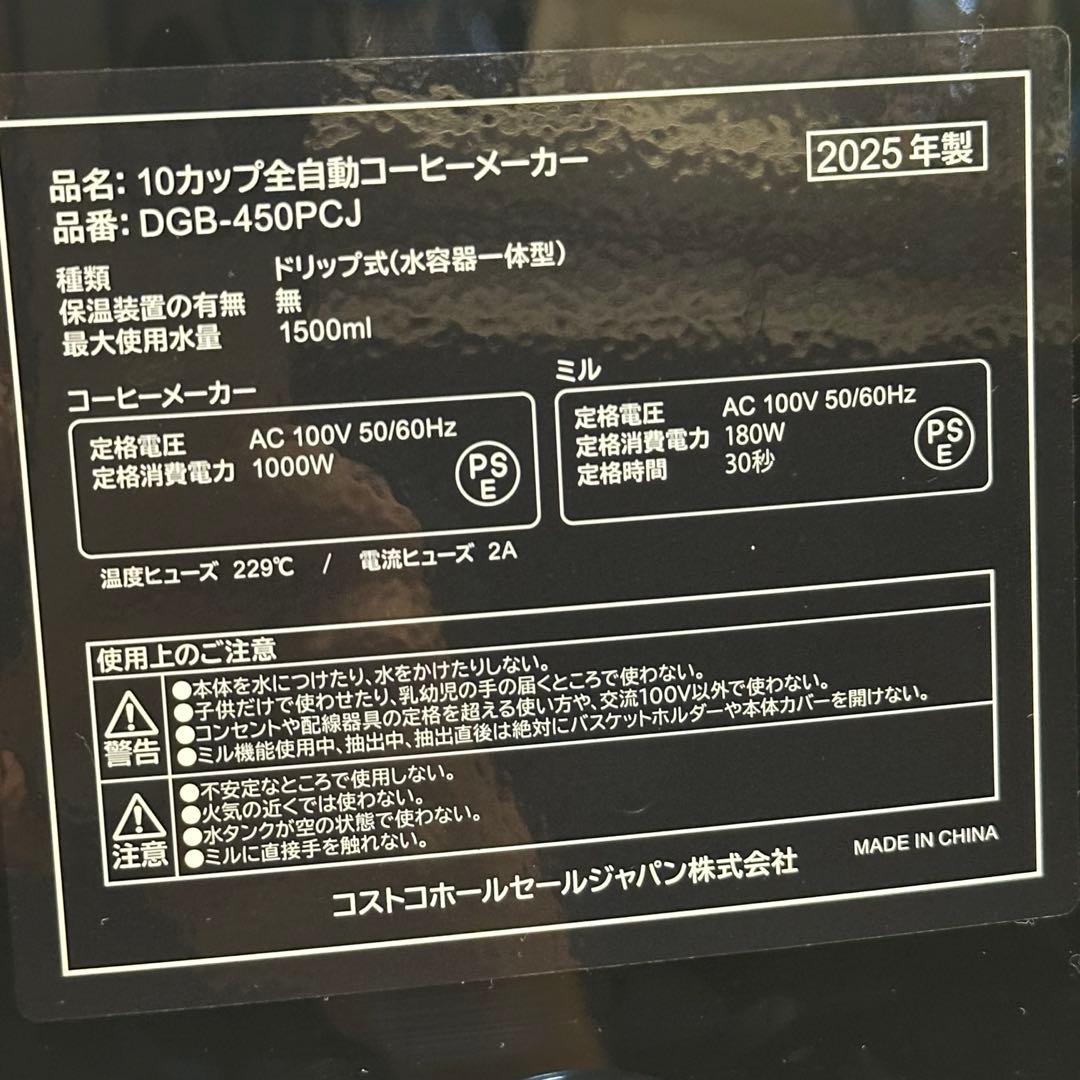 品名：10カップ全自動コーヒーメーカー
2025年製
品番：DGB-450PCJ
種類 ドリップ式（水容器一体型）
保温装置の有無 無
最大使用水量 1500ml
コーヒーメーカー
定格電圧 AC 100V 50/60Hz
定格消費電力 1000W
PS
E
ミル
定格電圧 AC 100V 50/60Hz
定格消費電力 180W
定格時間 30秒
PS
E
温度ヒューズ 229℃ / 電流ヒューズ 2A
使用上のご注意
警告
●本体を水につけたり、水をかけたりしない。
●子供だけで使わせたり、乳幼児の手の届くところで使わない。
●コンセントや配線器具の定格を超える使い方や、交流100V以外で使わない。
●ミル機能使用中、抽出中、抽出直後は絶対にバスケットホルダーや本体カバーを開けない。
注意
●不安定なところで使用しない。
●火気の近くでは使わない。
●水タンクが空の状態で使わない。
●ミルに直接手を触れない。
コストコホールセールジャパン株式会社
MADE IN CHINA